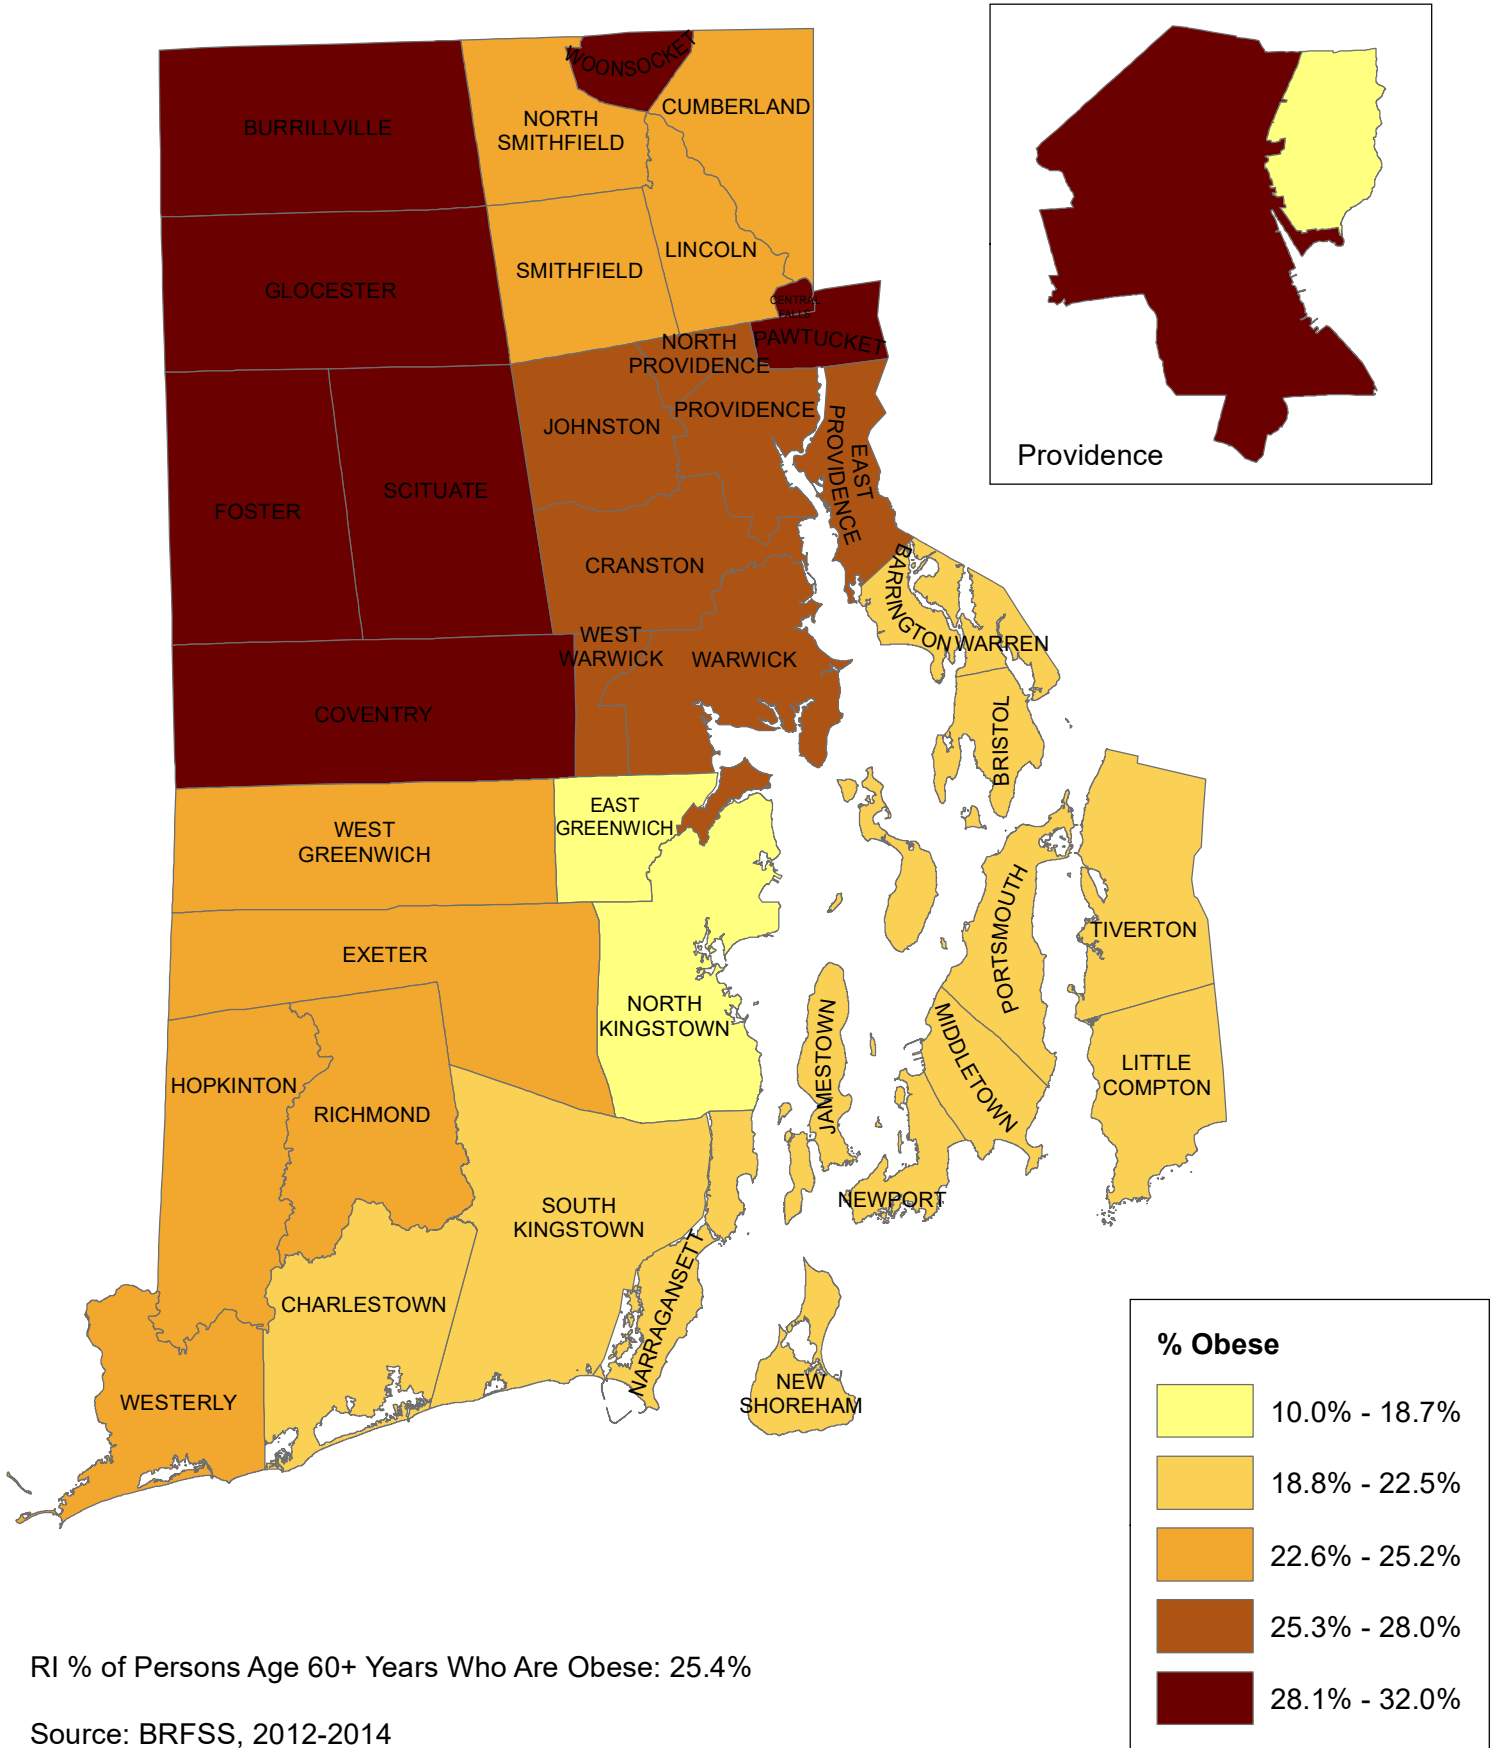 WOONSOCKET
CUMBERLAND
BURRILLVILLE
NORTH
SMITHFIELD
LINCOLN
SMITHFIELD
GLOCESTER
CENTRAL
FALLS
NORTH
PROVIDENCE
PAWTUCKET
PROVIDENCE
JOHNSTON
EAST
PROVIDENCE
Providence
SCITUATE
FOSTER
CRANSTON
BARRINGTON
WARREN
WEST
WARWICK
WARWICK
COVENTRY
BRISTOL
EAST
GREENWICH
WEST
GREENWICH
PORTSMOUTH
TIVERTON
EXETER
NORTH
KINGSTOWN
JAMESTOWN
MIDDLETOWN
LITTLE
COMPTON
HOPKINTON
RICHMOND
NEWPORT
SOUTH
KINGSTOWN
NARRAGANSETT
CHARLESTOWN
NEW
SHOREHAM
WESTERLY
% Obese
10.0% - 18.7%
18.8% - 22.5%
22.6% - 25.2%
25.3% - 28.0%
28.1% - 32.0%
RI % of Persons Age 60+ Years Who Are Obese: 25.4%
Source: BRFSS, 2012-2014